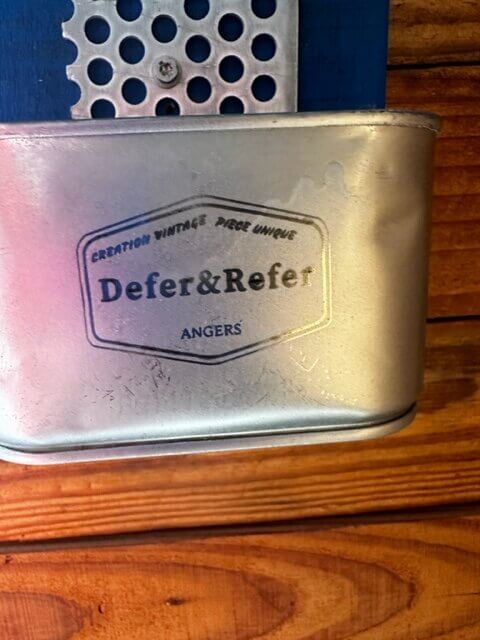 CREATION VINTAGE PIECE UNIQUE
Defer&Refer
ANGERS